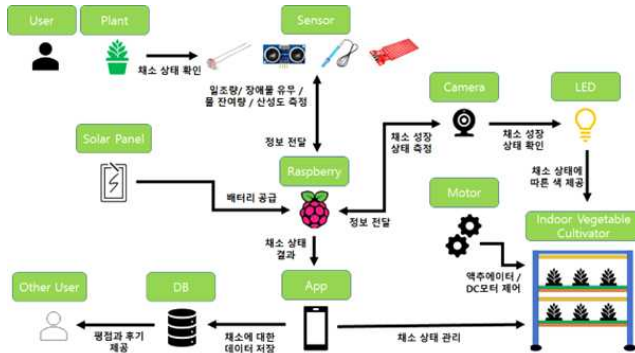 User
Plant
Sensor
채소 상태 확인
일조량/ 장애물 유무 /
물 잔여량 / 산성도 측정
Camera
LED
채소 성장
상태 측정
채소 성장
상태 확인
Solar Panel
정보 전달
Raspberry
배터리 공급
정보 전달
채소 상태에
따른 색 제공
Motor
Indoor Vegetable
Cultivator
채소 상태
결과
액추에이터 /
DC모터 제어
Other User
DB
App
평점과 후기
제공
채소에 대한
데이터 저장
채소 상태 관리